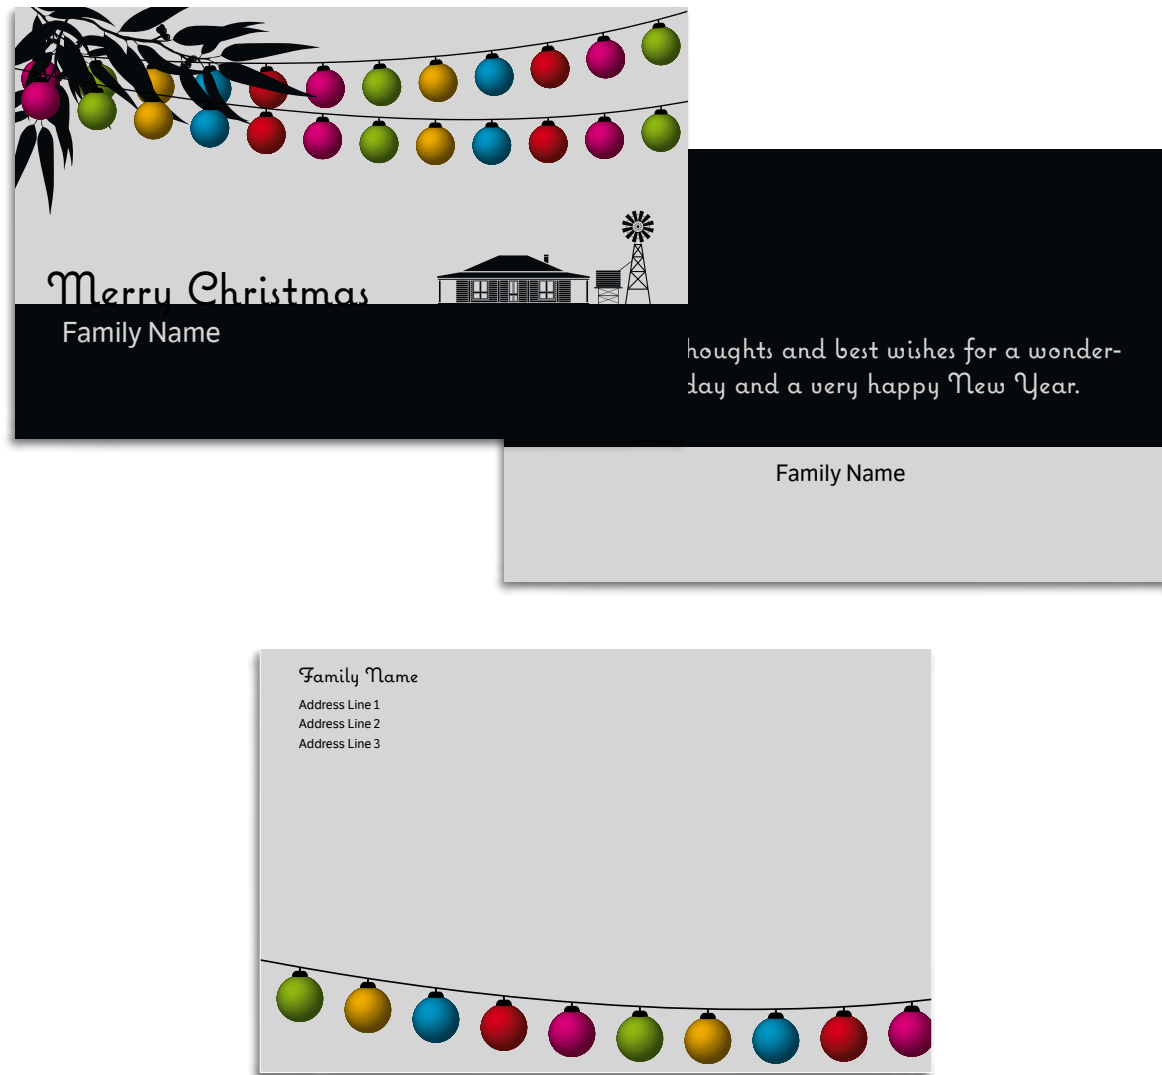 Merry Christmas
Family Name
houghts and best wishes for a wonder-
day and a very happy New Year.
Family Name
Family Name
Address Line 1
Address Line 2
Address Line 3